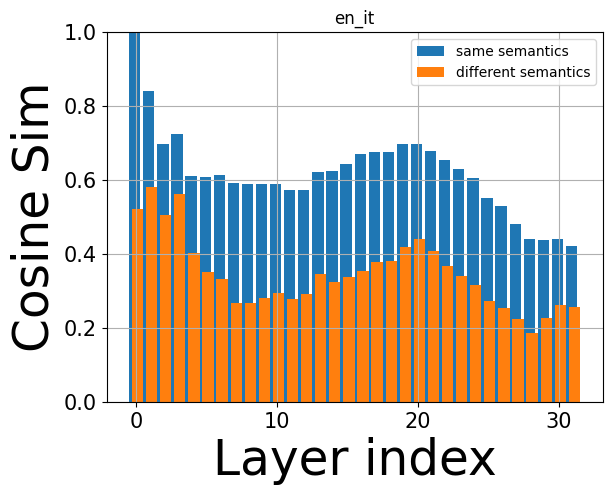 en_it
same semantics
different semantics
1.0
0.8
0.6
0.4
0.2
0.0
Cosine Sim
0 10 20 30
Layer index